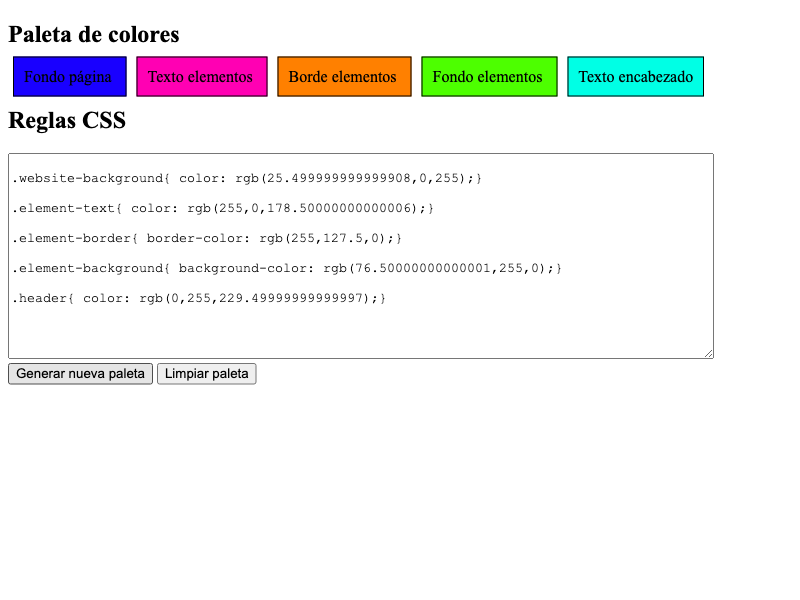 Paleta de colores
Fondo página Texto elementos Borde elementos Fondo elementos Texto encabezado
Reglas CSS
.website-background{ color: rgb(25.499999999999908,0,255);}
.element-text{ color: rgb(255,0,178.50000000000006);}
.element-border{ border-color: rgb(255,127.5,0);}
.element-background{ background-color: rgb(76.50000000000001,255,0);}
.header{ color: rgb(0,255,229.49999999999997);}
Generar nueva paleta Limpiar paleta